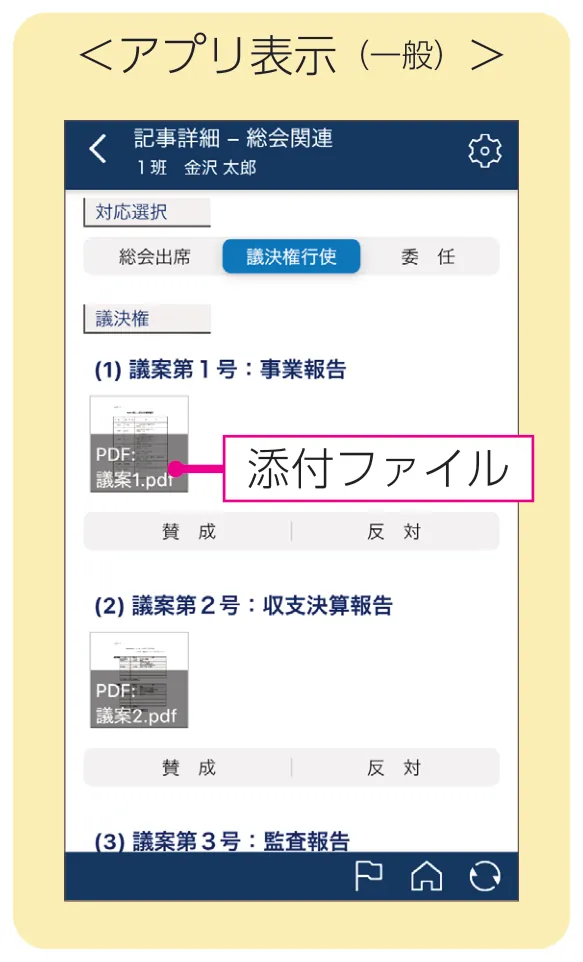 ＜アプリ表示（一般）＞
記事詳細 – 総会関連
１班　金沢 太郎
対応選択
総会出席　議決権行使　委　任
議決権
(1) 議案第１号：事業報告
PDF:
議案1.pdf
添付ファイル
賛　成　反　対
(2) 議案第２号：収支決算報告
PDF:
議案2.pdf
賛　成　反　対
(3) 議案第３号：監査報告